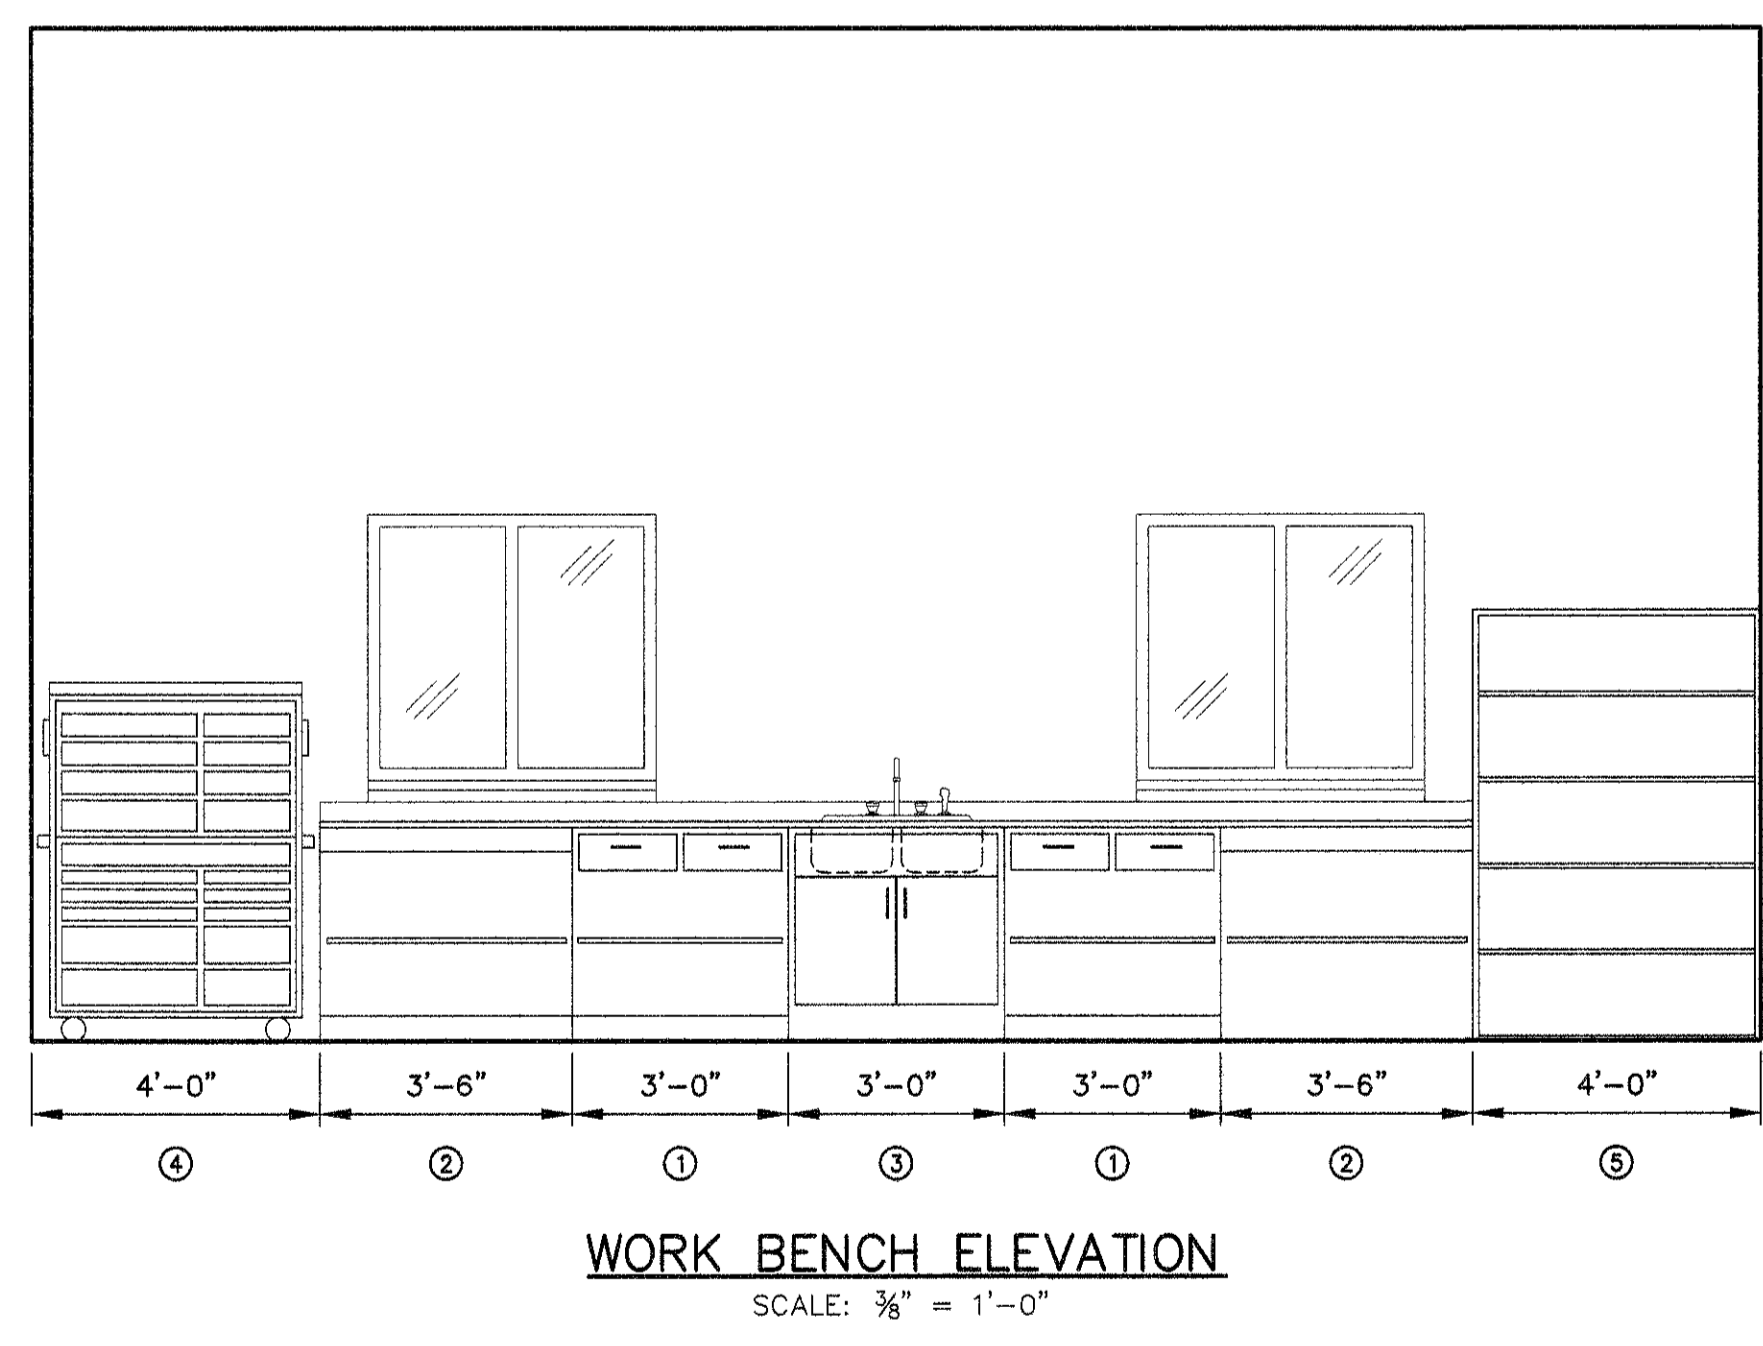 4'-0" 3'-6" 3'-0" 3'-0" 3'-0" 3'-6" 4'-0"
4 2 1 3 1 2 5
WORK BENCH ELEVATION
SCALE: 3/8" = 1'-0"